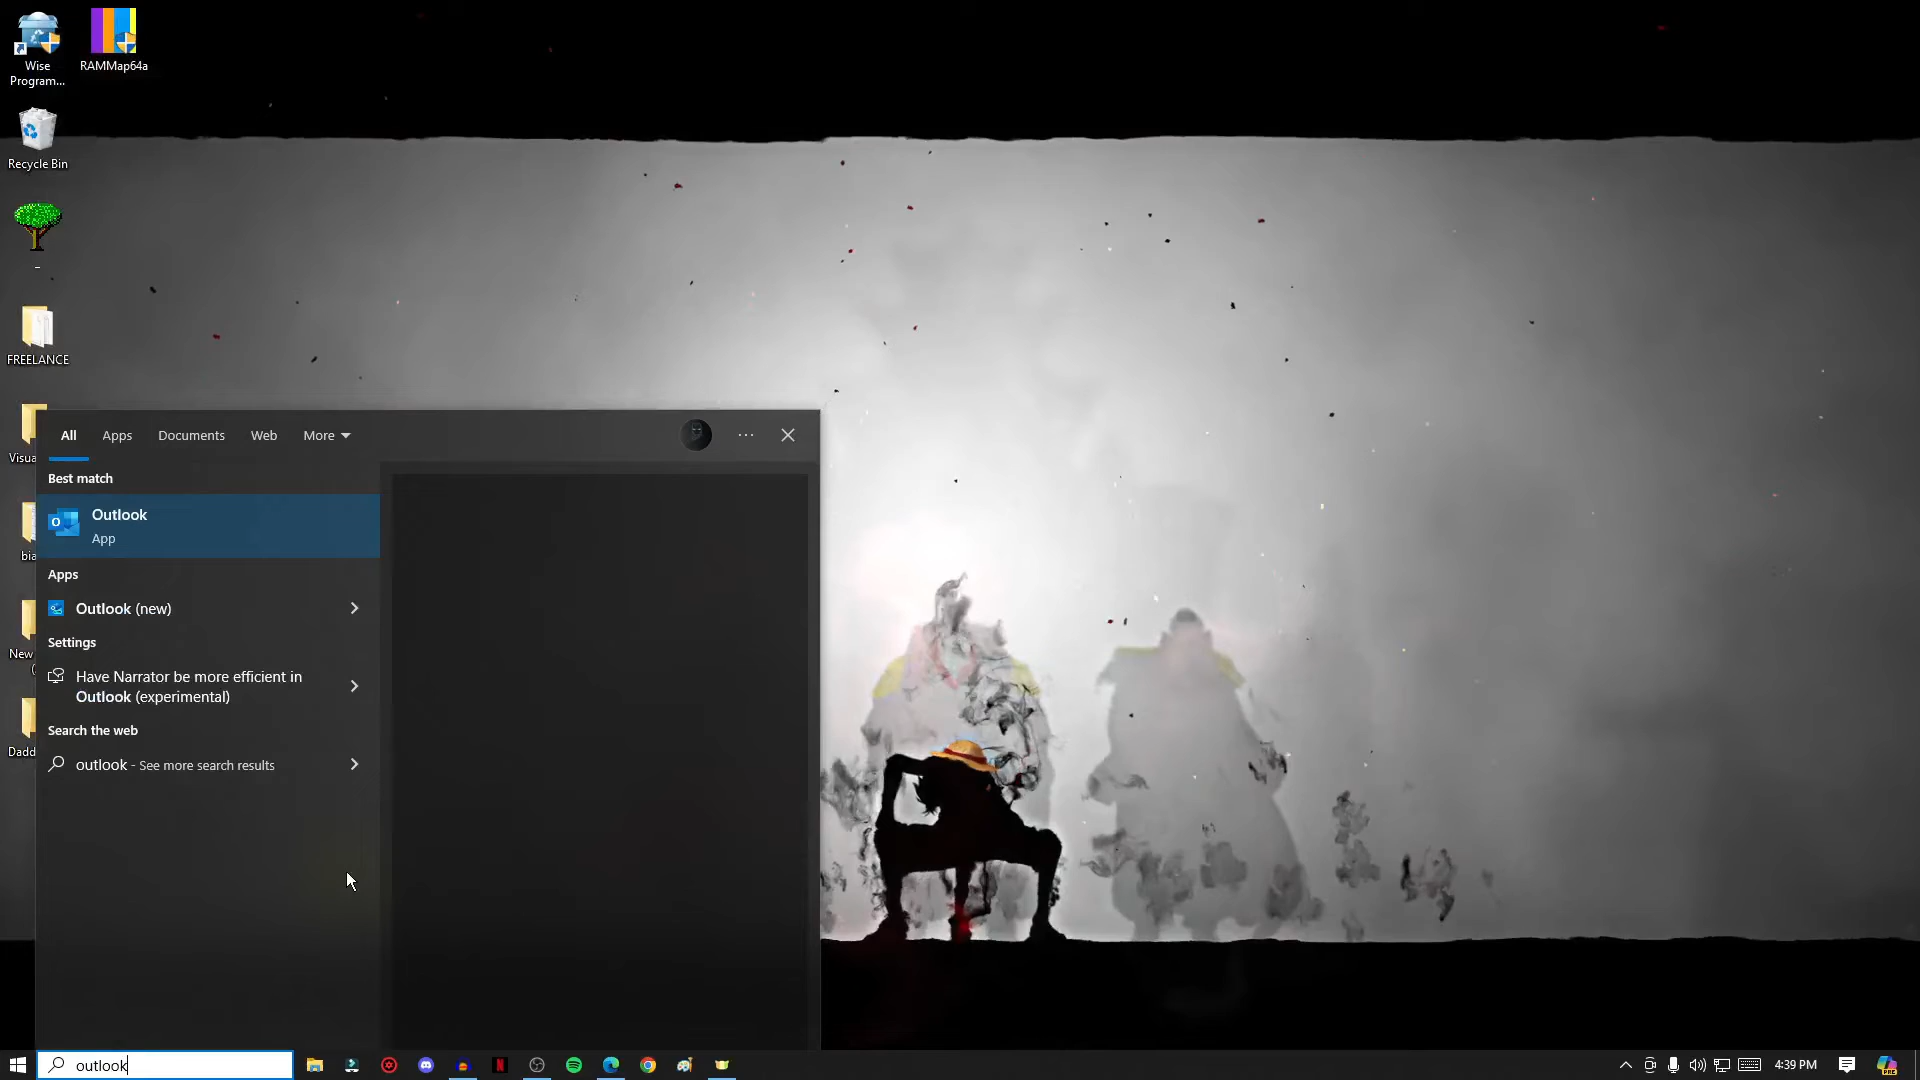 Wise
Program...
RAMMap64a
Recycle Bin
FREELANCE
Visua
bia
New
(
Dadd
All
Apps
Documents
Web
More
Best match
Outlook
App
Apps
Outlook (new)
Settings
Have Narrator be more efficient in
Outlook (experimental)
Search the web
outlook - See more search results
outlook
4:39 PM